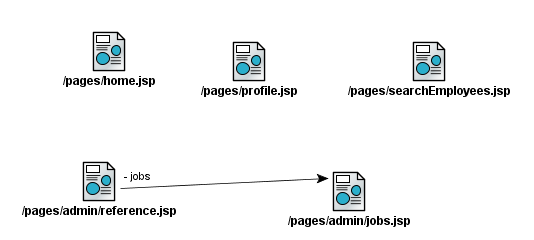 /pages/home.jsp
/pages/profile.jsp
/pages/searchEmployees.jsp
- jobs
/pages/admin/reference.jsp
/pages/admin/jobs.jsp